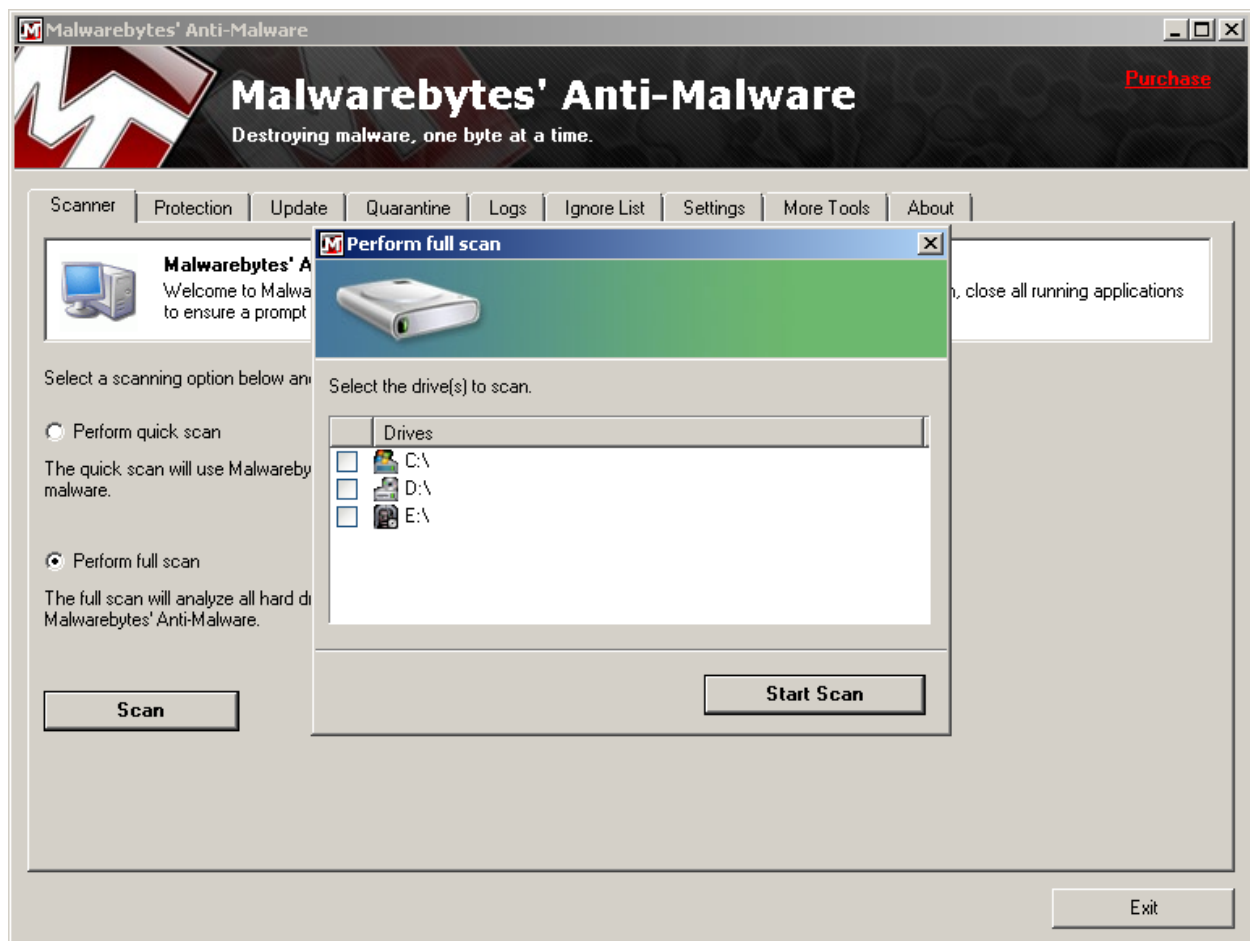 Malwarebytes' Anti-Malware
Malwarebytes' Anti-Malware
Destroying malware, one byte at a time.
Purchase
Scanner Protection Update Quarantine Logs Ignore List Settings More Tools About
Perform full scan
Malwarebytes' A
Welcome to Malwa
to ensure a prompt
, close all running applications
Select a scanning option below an
Select the drive(s) to scan.
Perform quick scan
Drives
The quick scan will use Malwareby
malware.
C:\
D:\
E:\
Perform full scan
The full scan will analyze all hard d
Malwarebytes' Anti-Malware.
Start Scan
Scan
Exit